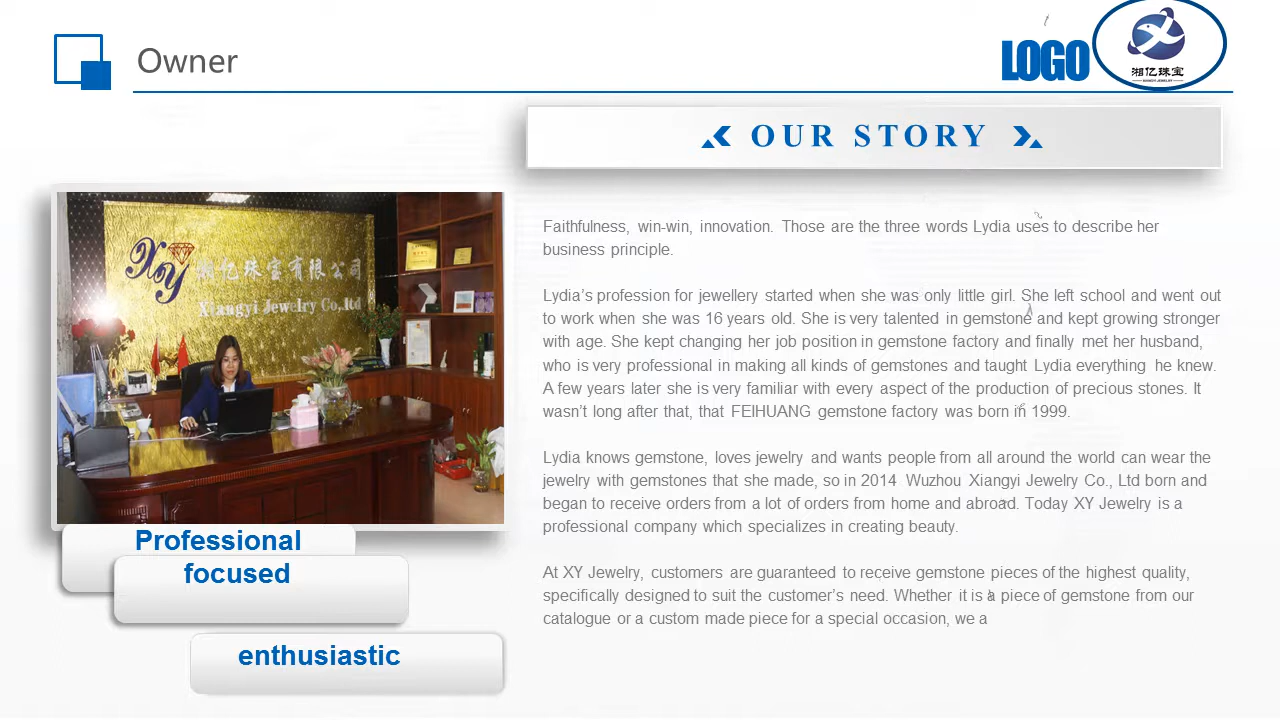 Owner
LOGO
湘亿珠宝
OUR STORY
XY 湘亿珠宝有限公司
Xiangyi Jewelry Co,ltd
Faithfulness, win-win, innovation. Those are the three words Lydia uses to describe her
business principle.
Lydia’s profession for jewellery started when she was only little girl. She left school and went out
to work when she was 16 years old. She is very talented in gemstone and kept growing stronger
with age. She kept changing her job position in gemstone factory and finally met her husband,
who is very professional in making all kinds of gemstones and taught Lydia everything he knew.
A few years later she is very familiar with every aspect of the production of precious stones. It
wasn’t long after that, that FEIHUANG gemstone factory was born in 1999.
Lydia knows gemstone, loves jewelry and wants people from all around the world can wear the
jewelry with gemstones that she made, so in 2014 Wuzhou Xiangyi Jewelry Co., Ltd born and
began to receive orders from a lot of orders from home and abroad. Today XY Jewelry is a
professional company which specializes in creating beauty.
At XY Jewelry, customers are guaranteed to receive gemstone pieces of the highest quality,
specifically designed to suit the customer’s need. Whether it is a piece of gemstone from our
catalogue or a custom made piece for a special occasion, we a
Professional
focused
enthusiastic